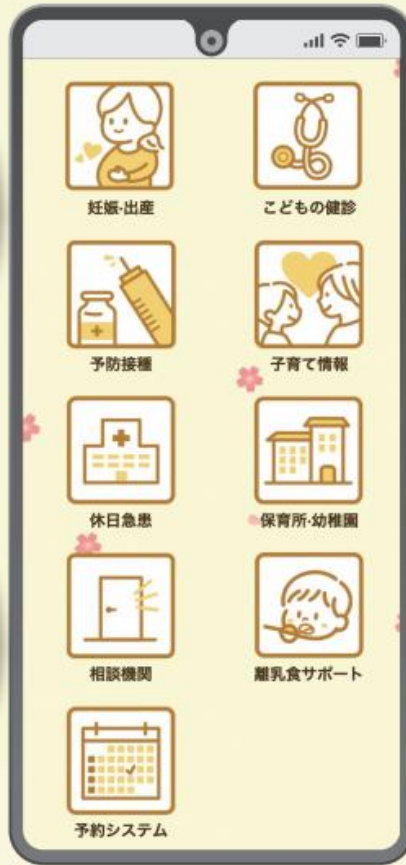 妊娠·出産
こどもの健診
予防接種
子育て情報
休日急患
保育所·幼稚園
相談機関
離乳食サポート
予約システム